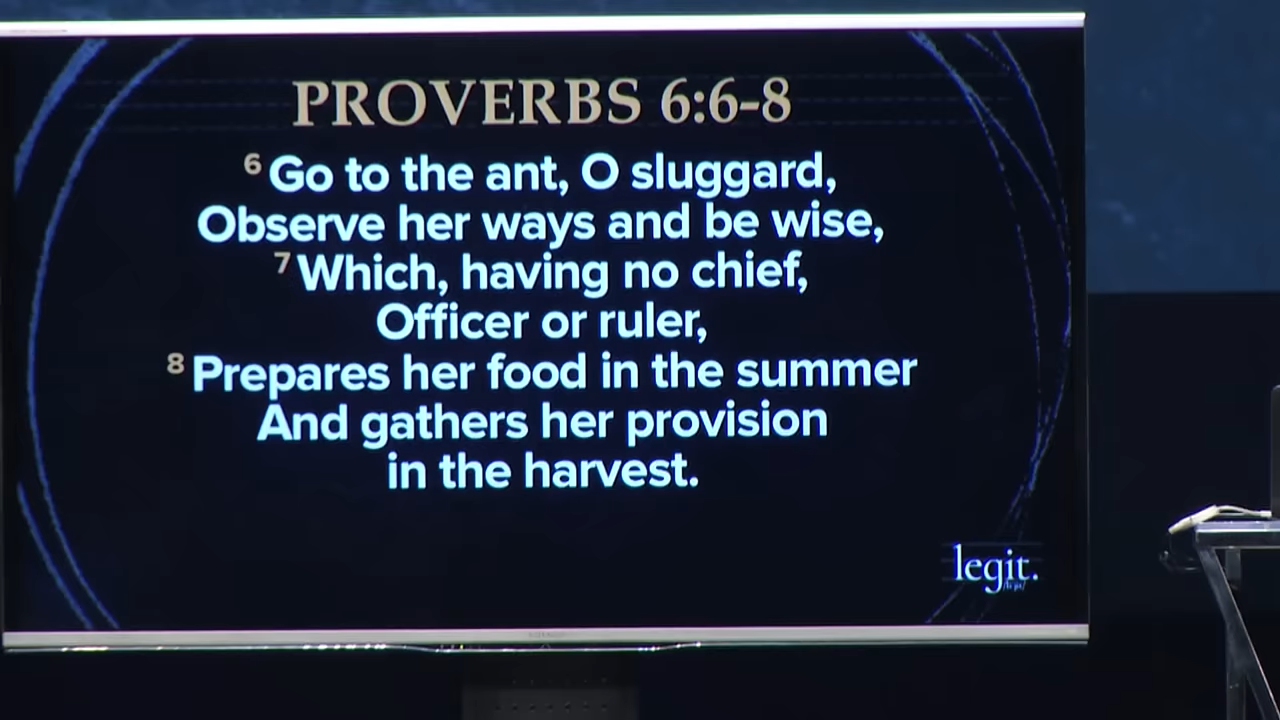 PROVERBS 6:6-8
6 Go to the ant, O sluggard,
Observe her ways and be wise,
7 Which, having no chief,
Officer or ruler,
8 Prepares her food in the summer
And gathers her provision
in the harvest.
legit.